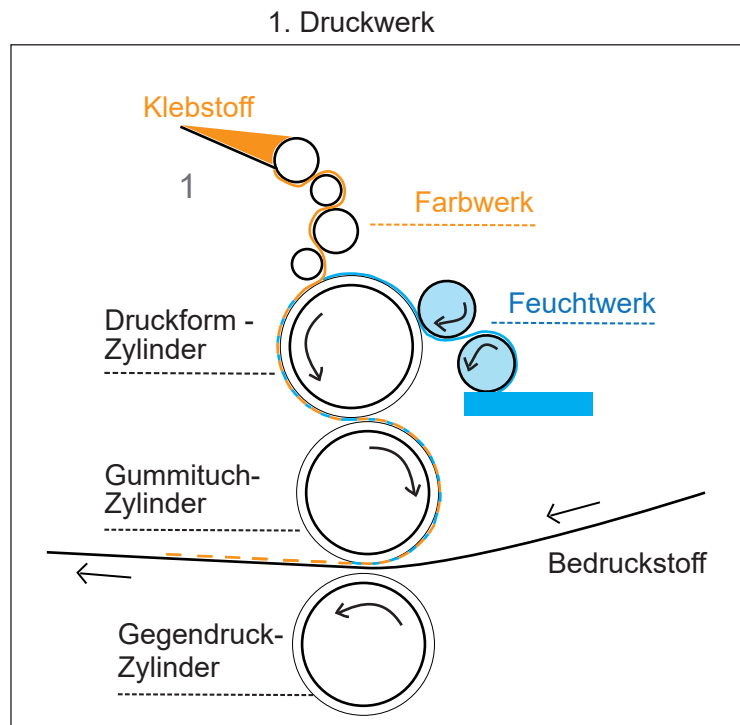 1. Druckwerk
Klebstoff
1
Farbwerk
Feuchtwerk
Druckform -
Zylinder
Gummituch-
Zylinder
Bedruckstoff
Gegendruck-
Zylinder